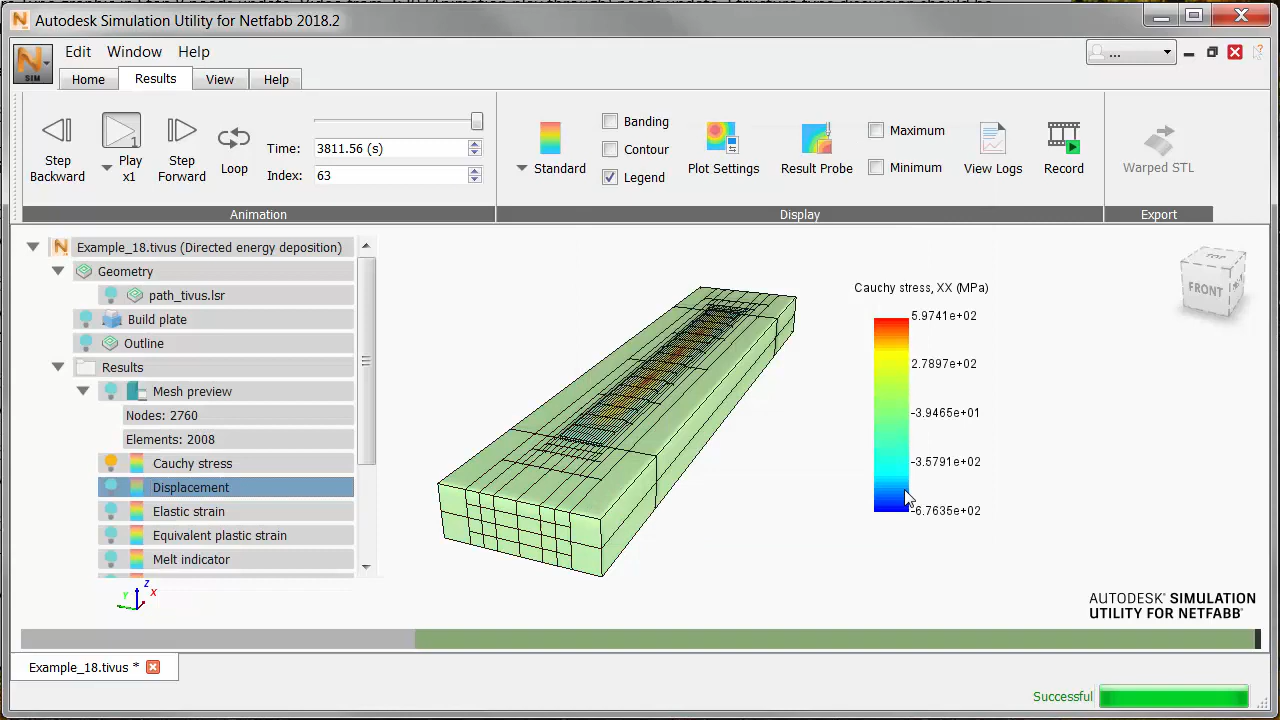 Autodesk Simulation Utility for Netfabb 2018.2
N
SIM
Edit Window Help
...
Home Results View Help
Step Backward
Play x1
1
Step Forward
Loop
Time: 3811.56 (s)
Index: 63
Animation
Standard
Banding
Contour
Legend
Plot Settings
Result Probe
Maximum
Minimum
View Logs
Record
Display
Warped STL
Export
Example_18.tivus (Directed energy deposition)
Geometry
path_tivus.lsr
Build plate
Outline
Results
Mesh preview
Nodes: 2760
Elements: 2008
Cauchy stress
Displacement
Elastic strain
Equivalent plastic strain
Melt indicator
Z
Y X
Cauchy stress, XX (MPa)
5.9741e+02
2.7897e+02
-3.9465e+01
-3.5791e+02
-6.7635e+02
TOP
FRONT
AUTODESK® SIMULATION
UTILITY FOR NETFABB®
Example_18.tivus *
Successful